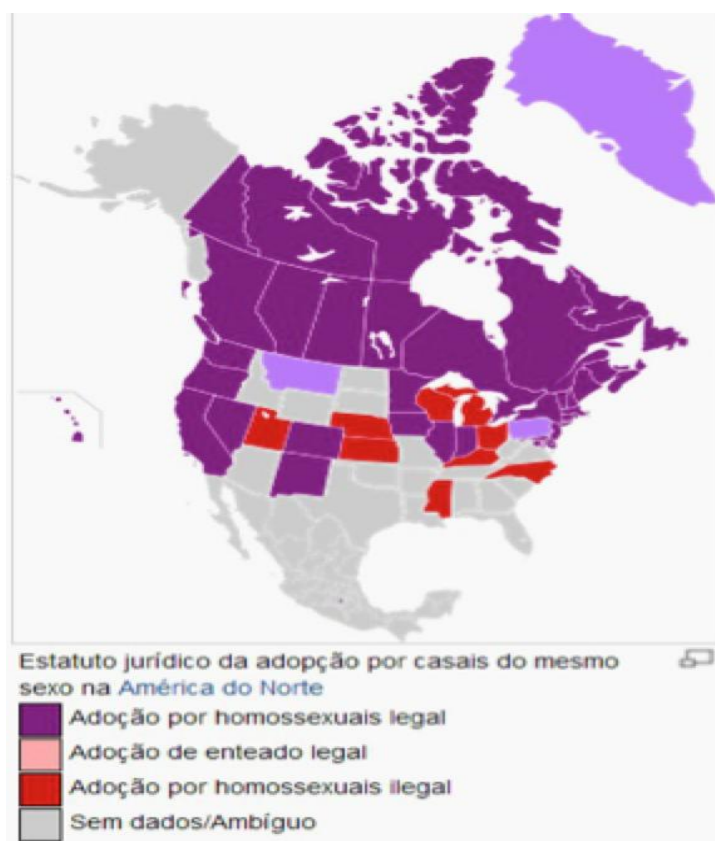 Estatuto jurídico da adopção por casais do mesmo
sexo na América do Norte
Adoção por homossexuais legal
Adoção de enteado legal
Adoção por homossexuais ilegal
Sem dados/Ambíguo